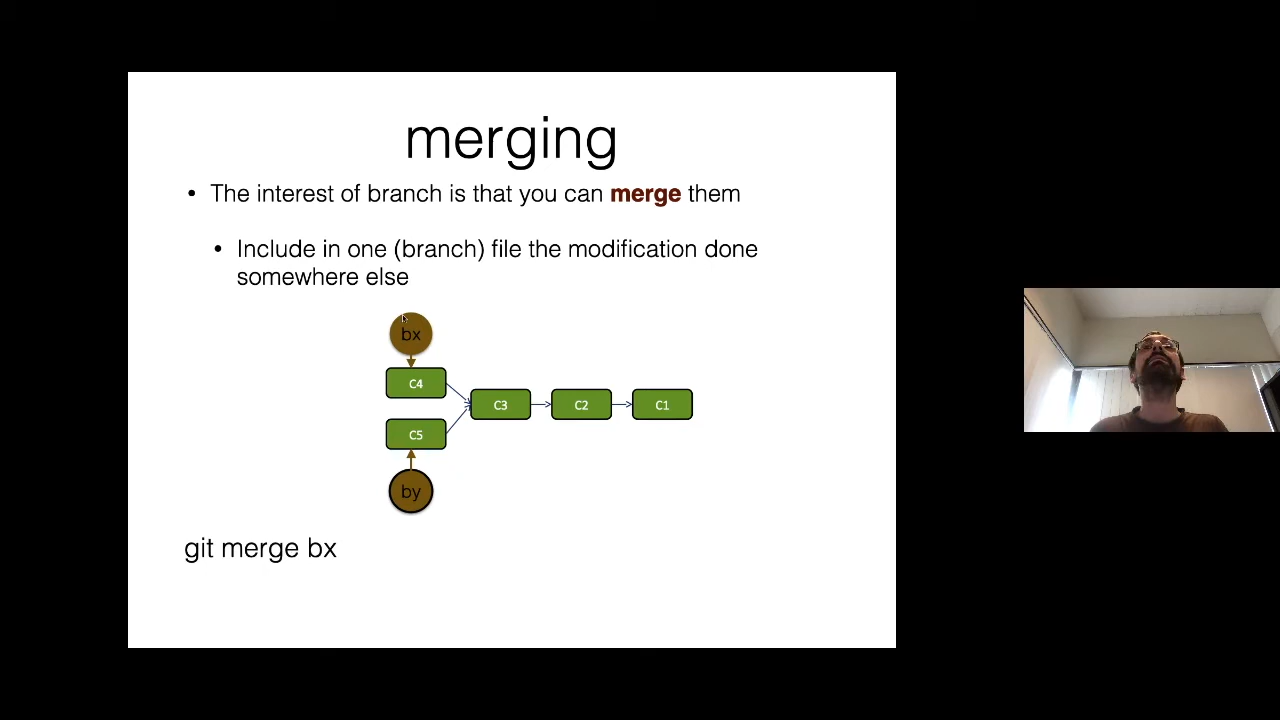 merging
• The interest of branch is that you can merge them
• Include in one (branch) file the modification done
somewhere else
bx
C4
C3 C2 C1
C5
by
git merge bx